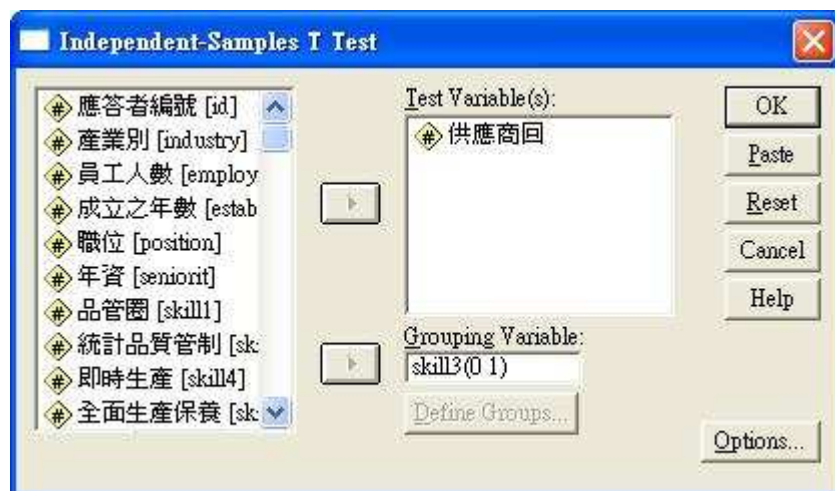 Independent-Samples T Test
應答者編號 [id]
產業別 [industry]
員工人數 [employ
成立之年數 [estab
職位 [position]
年資 [seniorit]
品管圈 [skill1]
統計品質管制 [sk:
即時生產 [skill4]
全面生產保養 [sk:
Test Variable(s):
供應商回
Grouping Variable:
skill3(0 1)
Define Groups...
OK
Paste
Reset
Cancel
Help
Options...